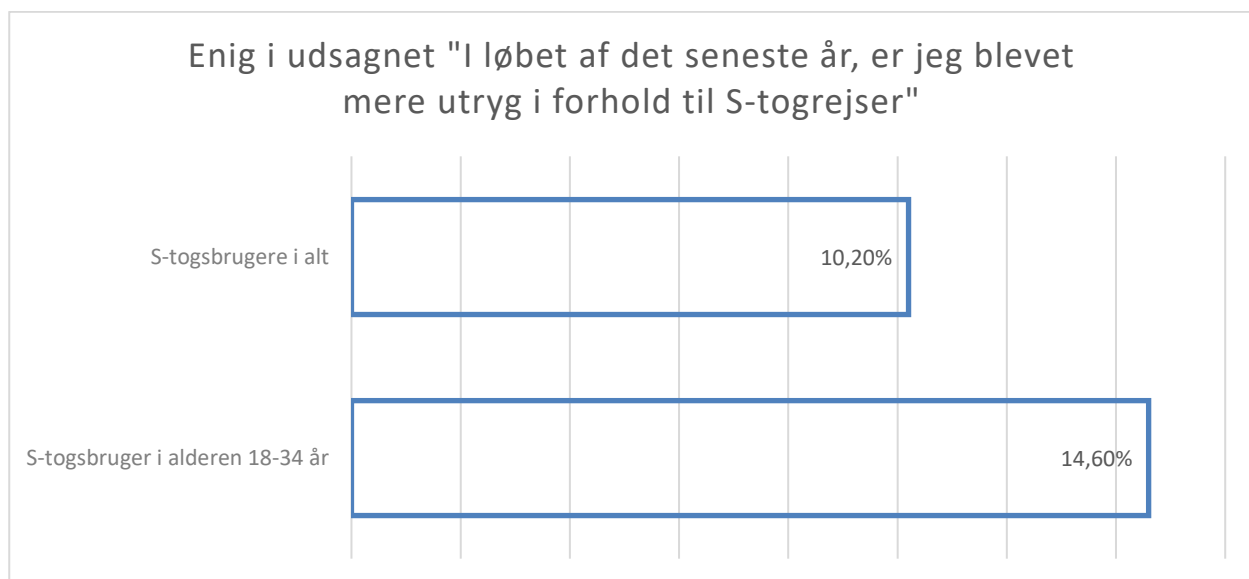 Enig i udsagnet "I løbet af det seneste år, er jeg blevet
mere utryg i forhold til S-togrejser"
S-togsbrugere i alt
10,20%
S-togsbruger i alderen 18-34 år
14,60%